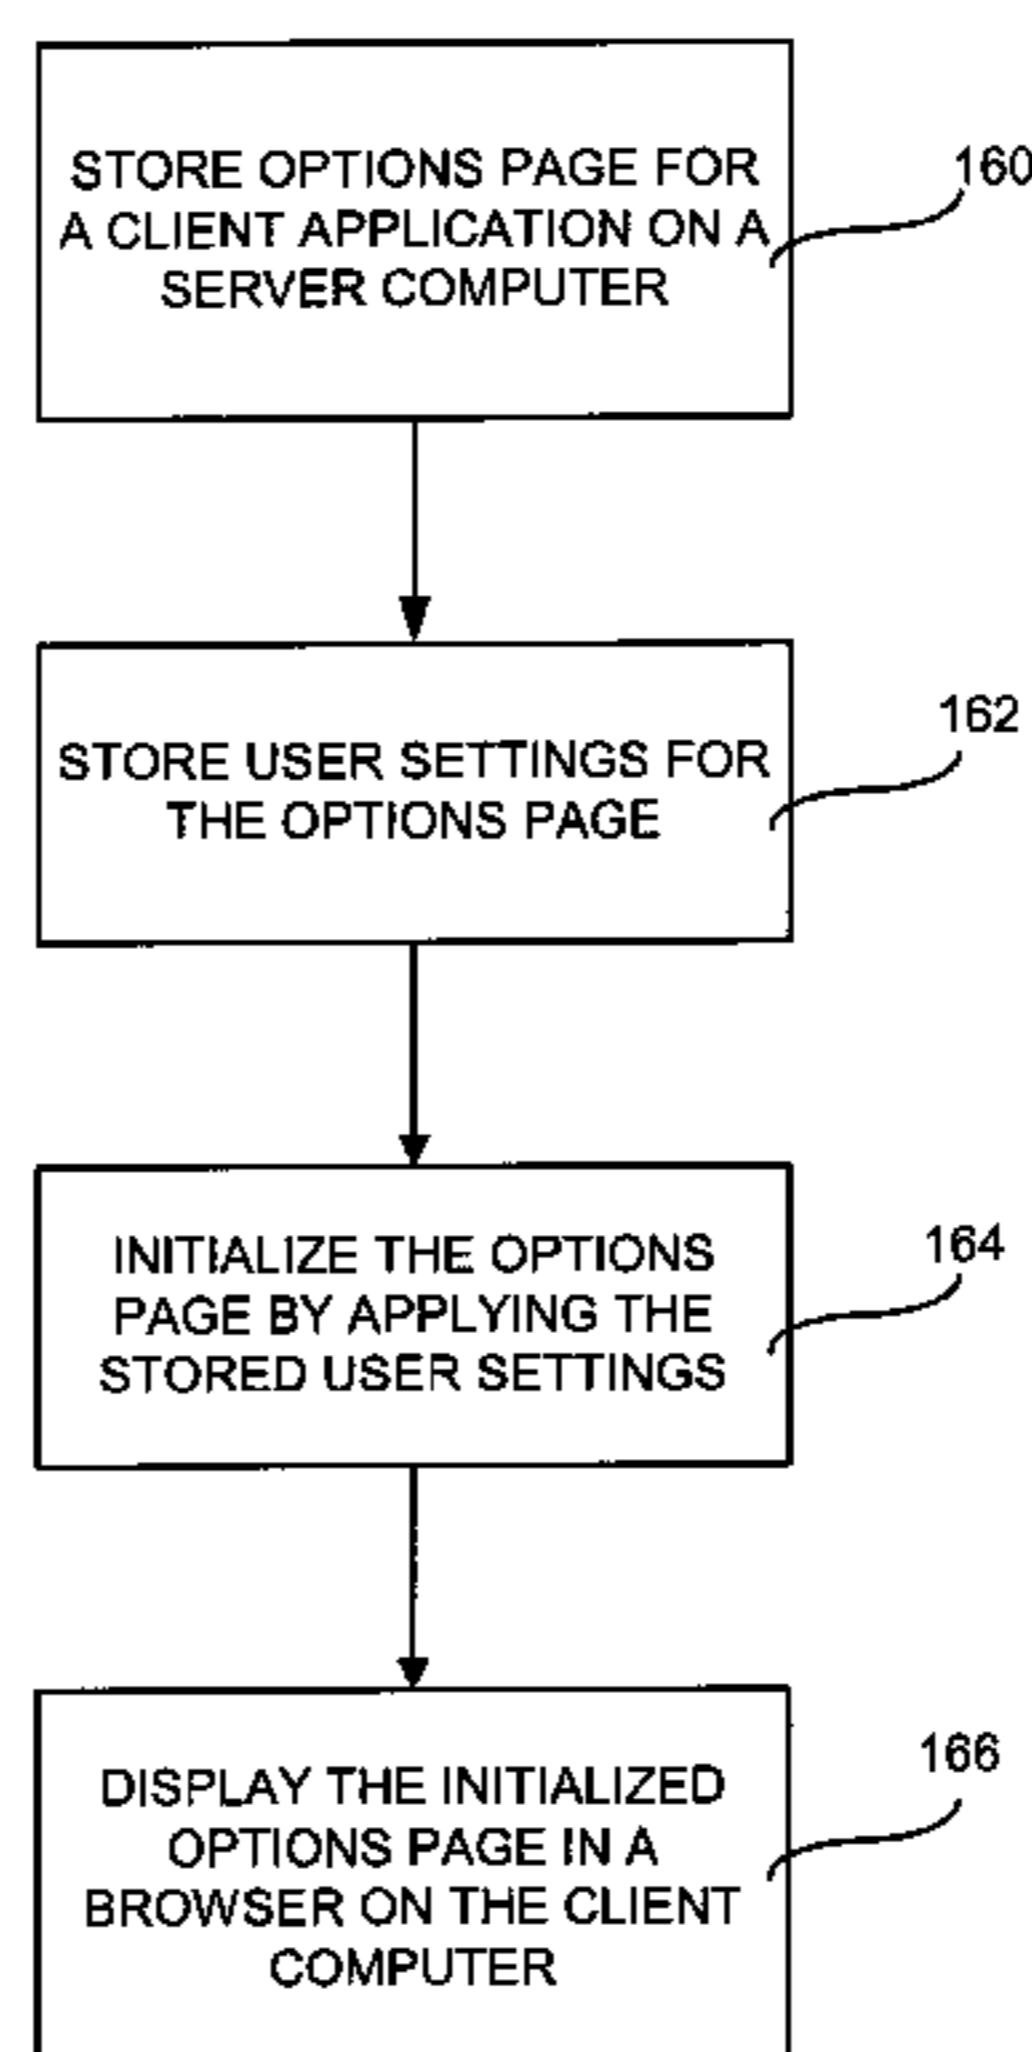 STORE OPTIONS PAGE FOR
A CLIENT APPLICATION ON A
SERVER COMPUTER
160
STORE USER SETTINGS FOR
THE OPTIONS PAGE
162
INITIALIZE THE OPTIONS
PAGE BY APPLYING THE
STORED USER SETTINGS
164
DISPLAY THE INITIALIZED
OPTIONS PAGE IN A
BROWSER ON THE CLIENT
COMPUTER
166